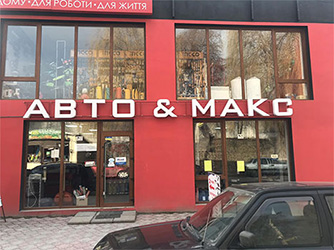 ДОМУ · ДЛЯ РОБОТИ · ДЛЯ ЖИТТЯ
АВТО & МАКС